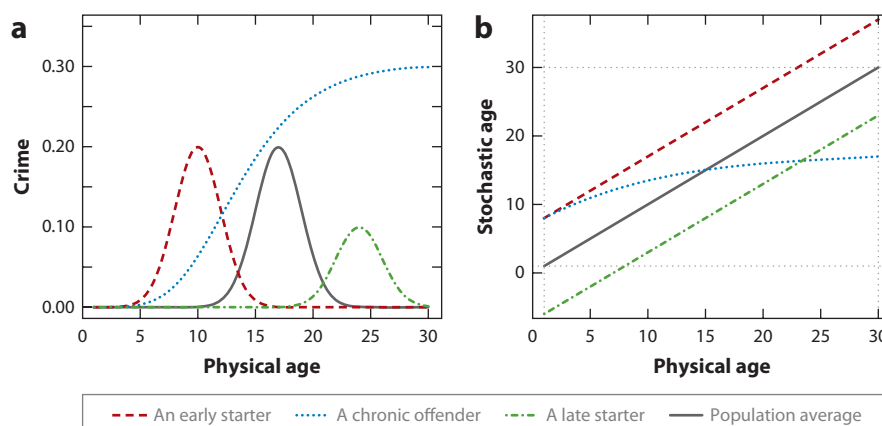 a
Crime
0.30
0.20
0.10
0.00
0 5 10 15 20 25 30
Physical age
b
Stochastic age
30
20
10
0
0 5 10 15 20 25 30
Physical age
An early starter A chronic offender A late starter Population average